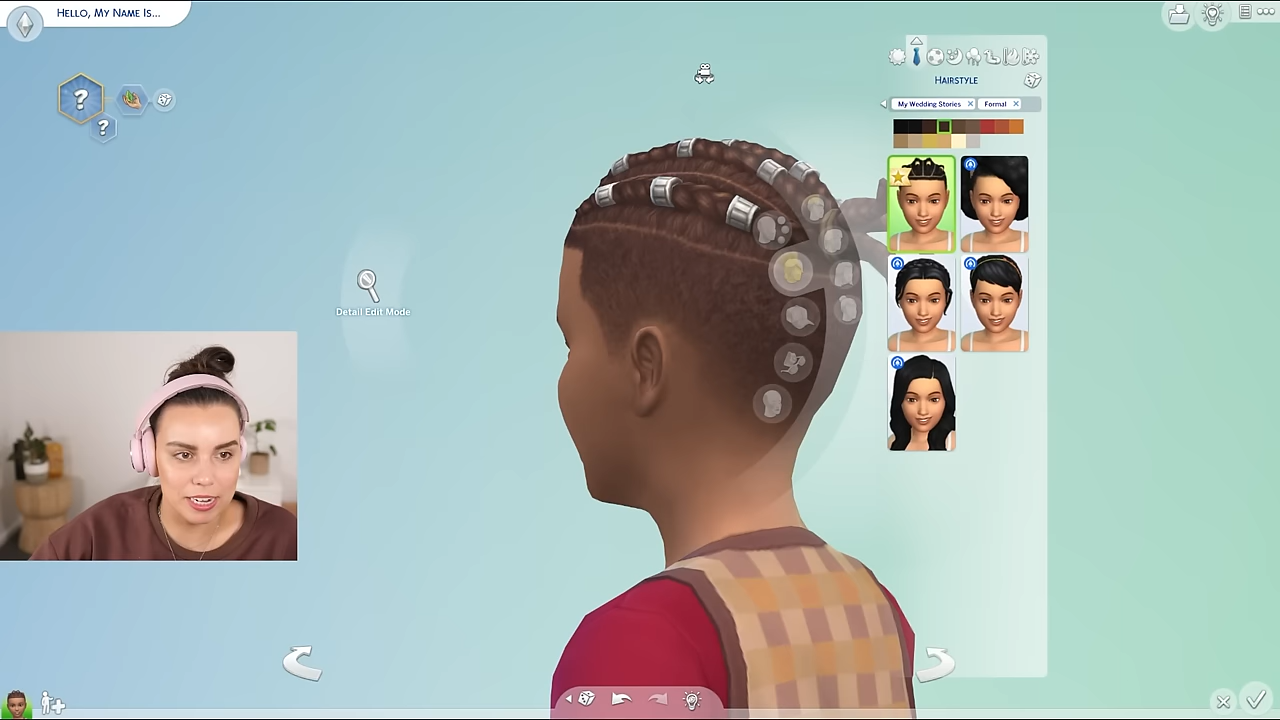 Hello, My Name Is...
Hairstyle
My Wedding Stories
Formal
?
?
Detail Edit Mode